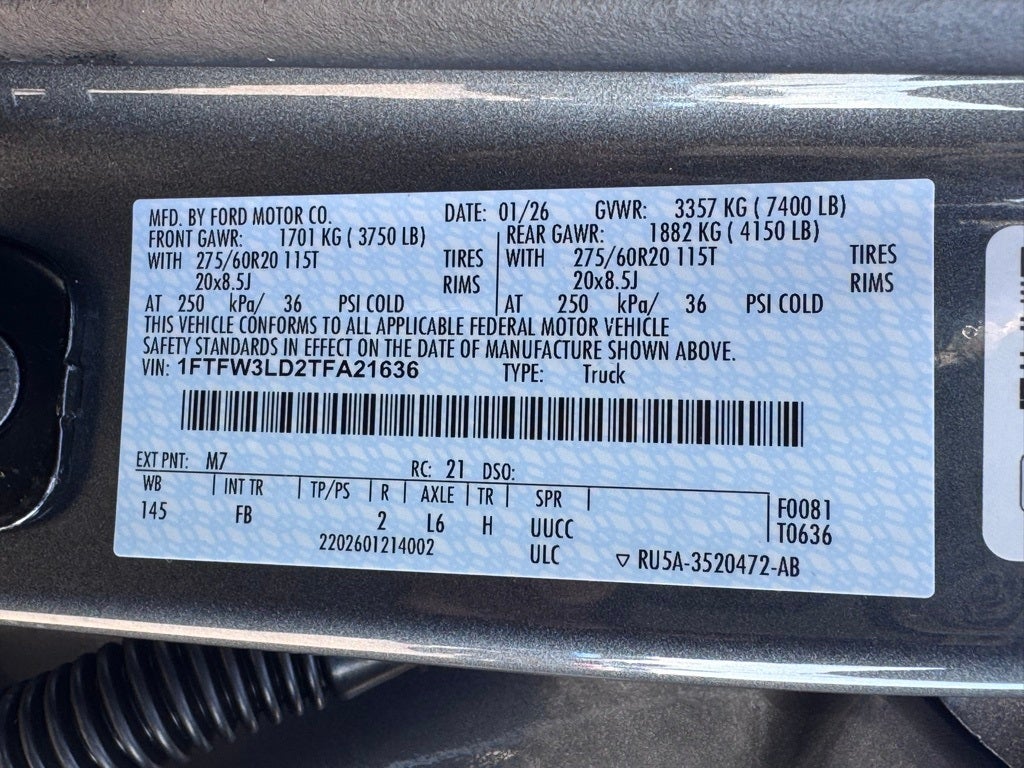 MFD. BY FORD MOTOR CO. DATE: 01/26 GVWR: 3357 KG ( 7400 LB)
FRONT GAWR: 1701 KG ( 3750 LB) REAR GAWR: 1882 KG ( 4150 LB)
WITH 275/60R20 115T TIRES WITH 275/60R20 115T TIRES
20x8.5J RIMS 20x8.5J RIMS
AT 250 kPa/ 36 PSI COLD AT 250 kPa/ 36 PSI COLD
THIS VEHICLE CONFORMS TO ALL APPLICABLE FEDERAL MOTOR VEHICLE
SAFETY STANDARDS IN EFFECT ON THE DATE OF MANUFACTURE SHOWN ABOVE.
VIN: 1FTFW3LD2TFA21636 TYPE: Truck
EXT PNT: M7 RC: 21 DSO:
WB INT TR TP/PS R AXLE TR SPR F0081
145 FB 2 L6 H UUCC T0636
2202601214002 ULC ▽ RU5A-3520472-AB